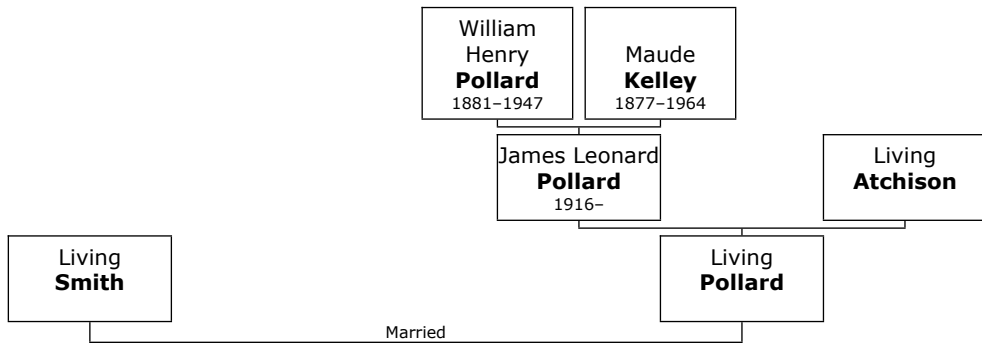 William
Henry
Pollard
1881–1947
Maude
Kelley
1877–1964
James Leonard
Pollard
1916–
Living
Atchison
Living
Smith
Living
Pollard
Married